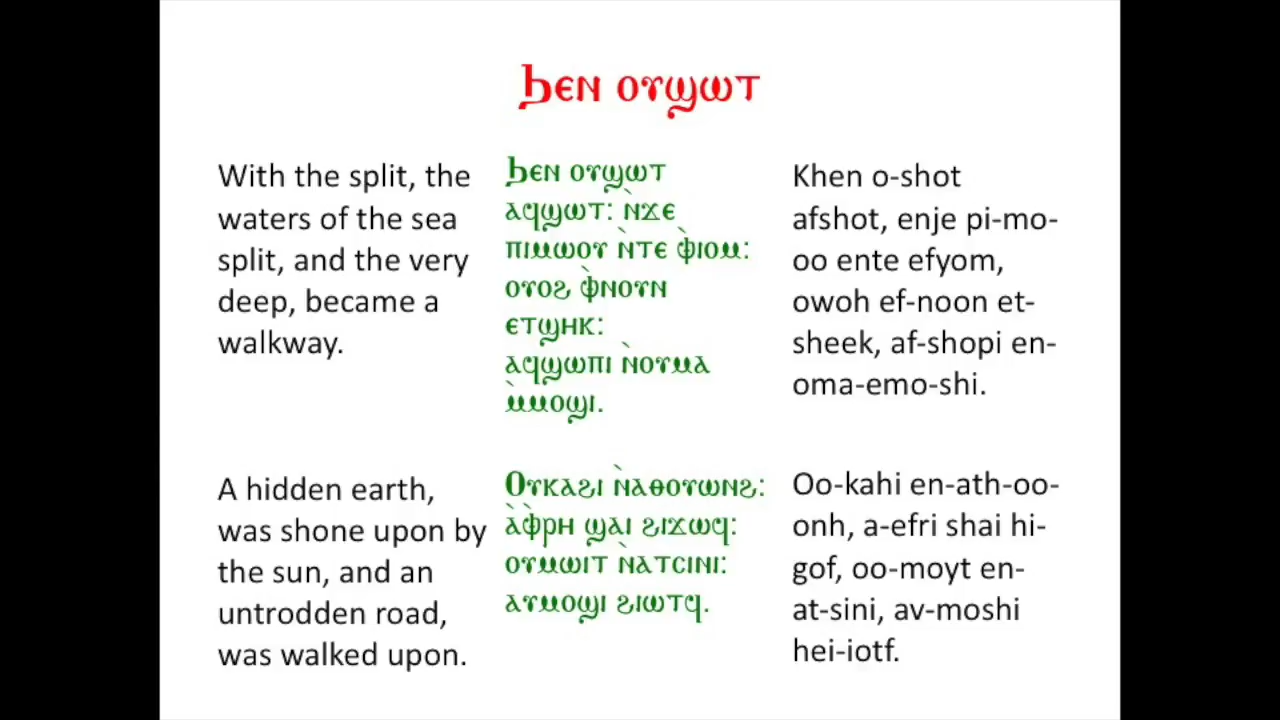 Ϧⲉⲛ ⲟⲩϣⲱⲧ
With the split, the
waters of the sea
split, and the very
deep, became a
walkway.
Ϧⲉⲛ ⲟⲩϣⲱⲧ
ⲁϥϣⲱⲧ: ⲛ̀ϫⲉ
ⲡⲓⲙⲱⲟⲩ ⲛ̀ⲧⲉ ⲫ̀ⲓⲟⲙ:
ⲟⲩⲟϩ ⲫ̀ⲛⲟⲩⲛ
ⲉⲧϣⲏⲕ:
ⲁϥϣⲱⲡⲓ ⲛ̀ⲟⲩⲙⲁ
ⲙ̀ⲙⲟϣⲓ.
Khen o-shot
afshot, enje pi-mo-
oo ente efyom,
owoh ef-noon et-
sheek, af-shopi en-
oma-emo-shi.
A hidden earth,
was shone upon by
the sun, and an
untrodden road,
was walked upon.
Ⲟⲩⲕⲁϩⲓ ⲛ̀ⲁⲑⲟⲩⲱⲛϩ:
ⲁ̀ⲫ̀ⲣⲏ ϣⲁⲓ ϩⲓϫⲱϥ:
ⲟⲩⲙⲱⲓⲧ ⲛ̀ⲁⲧⲥⲓⲛⲓ:
ⲁⲩⲙⲟϣⲓ ϩⲓⲱⲧϥ.
Oo-kahi en-ath-oo-
onh, a-efri shai hi-
gof, oo-moyt en-
at-sini, av-moshi
hei-iotf.